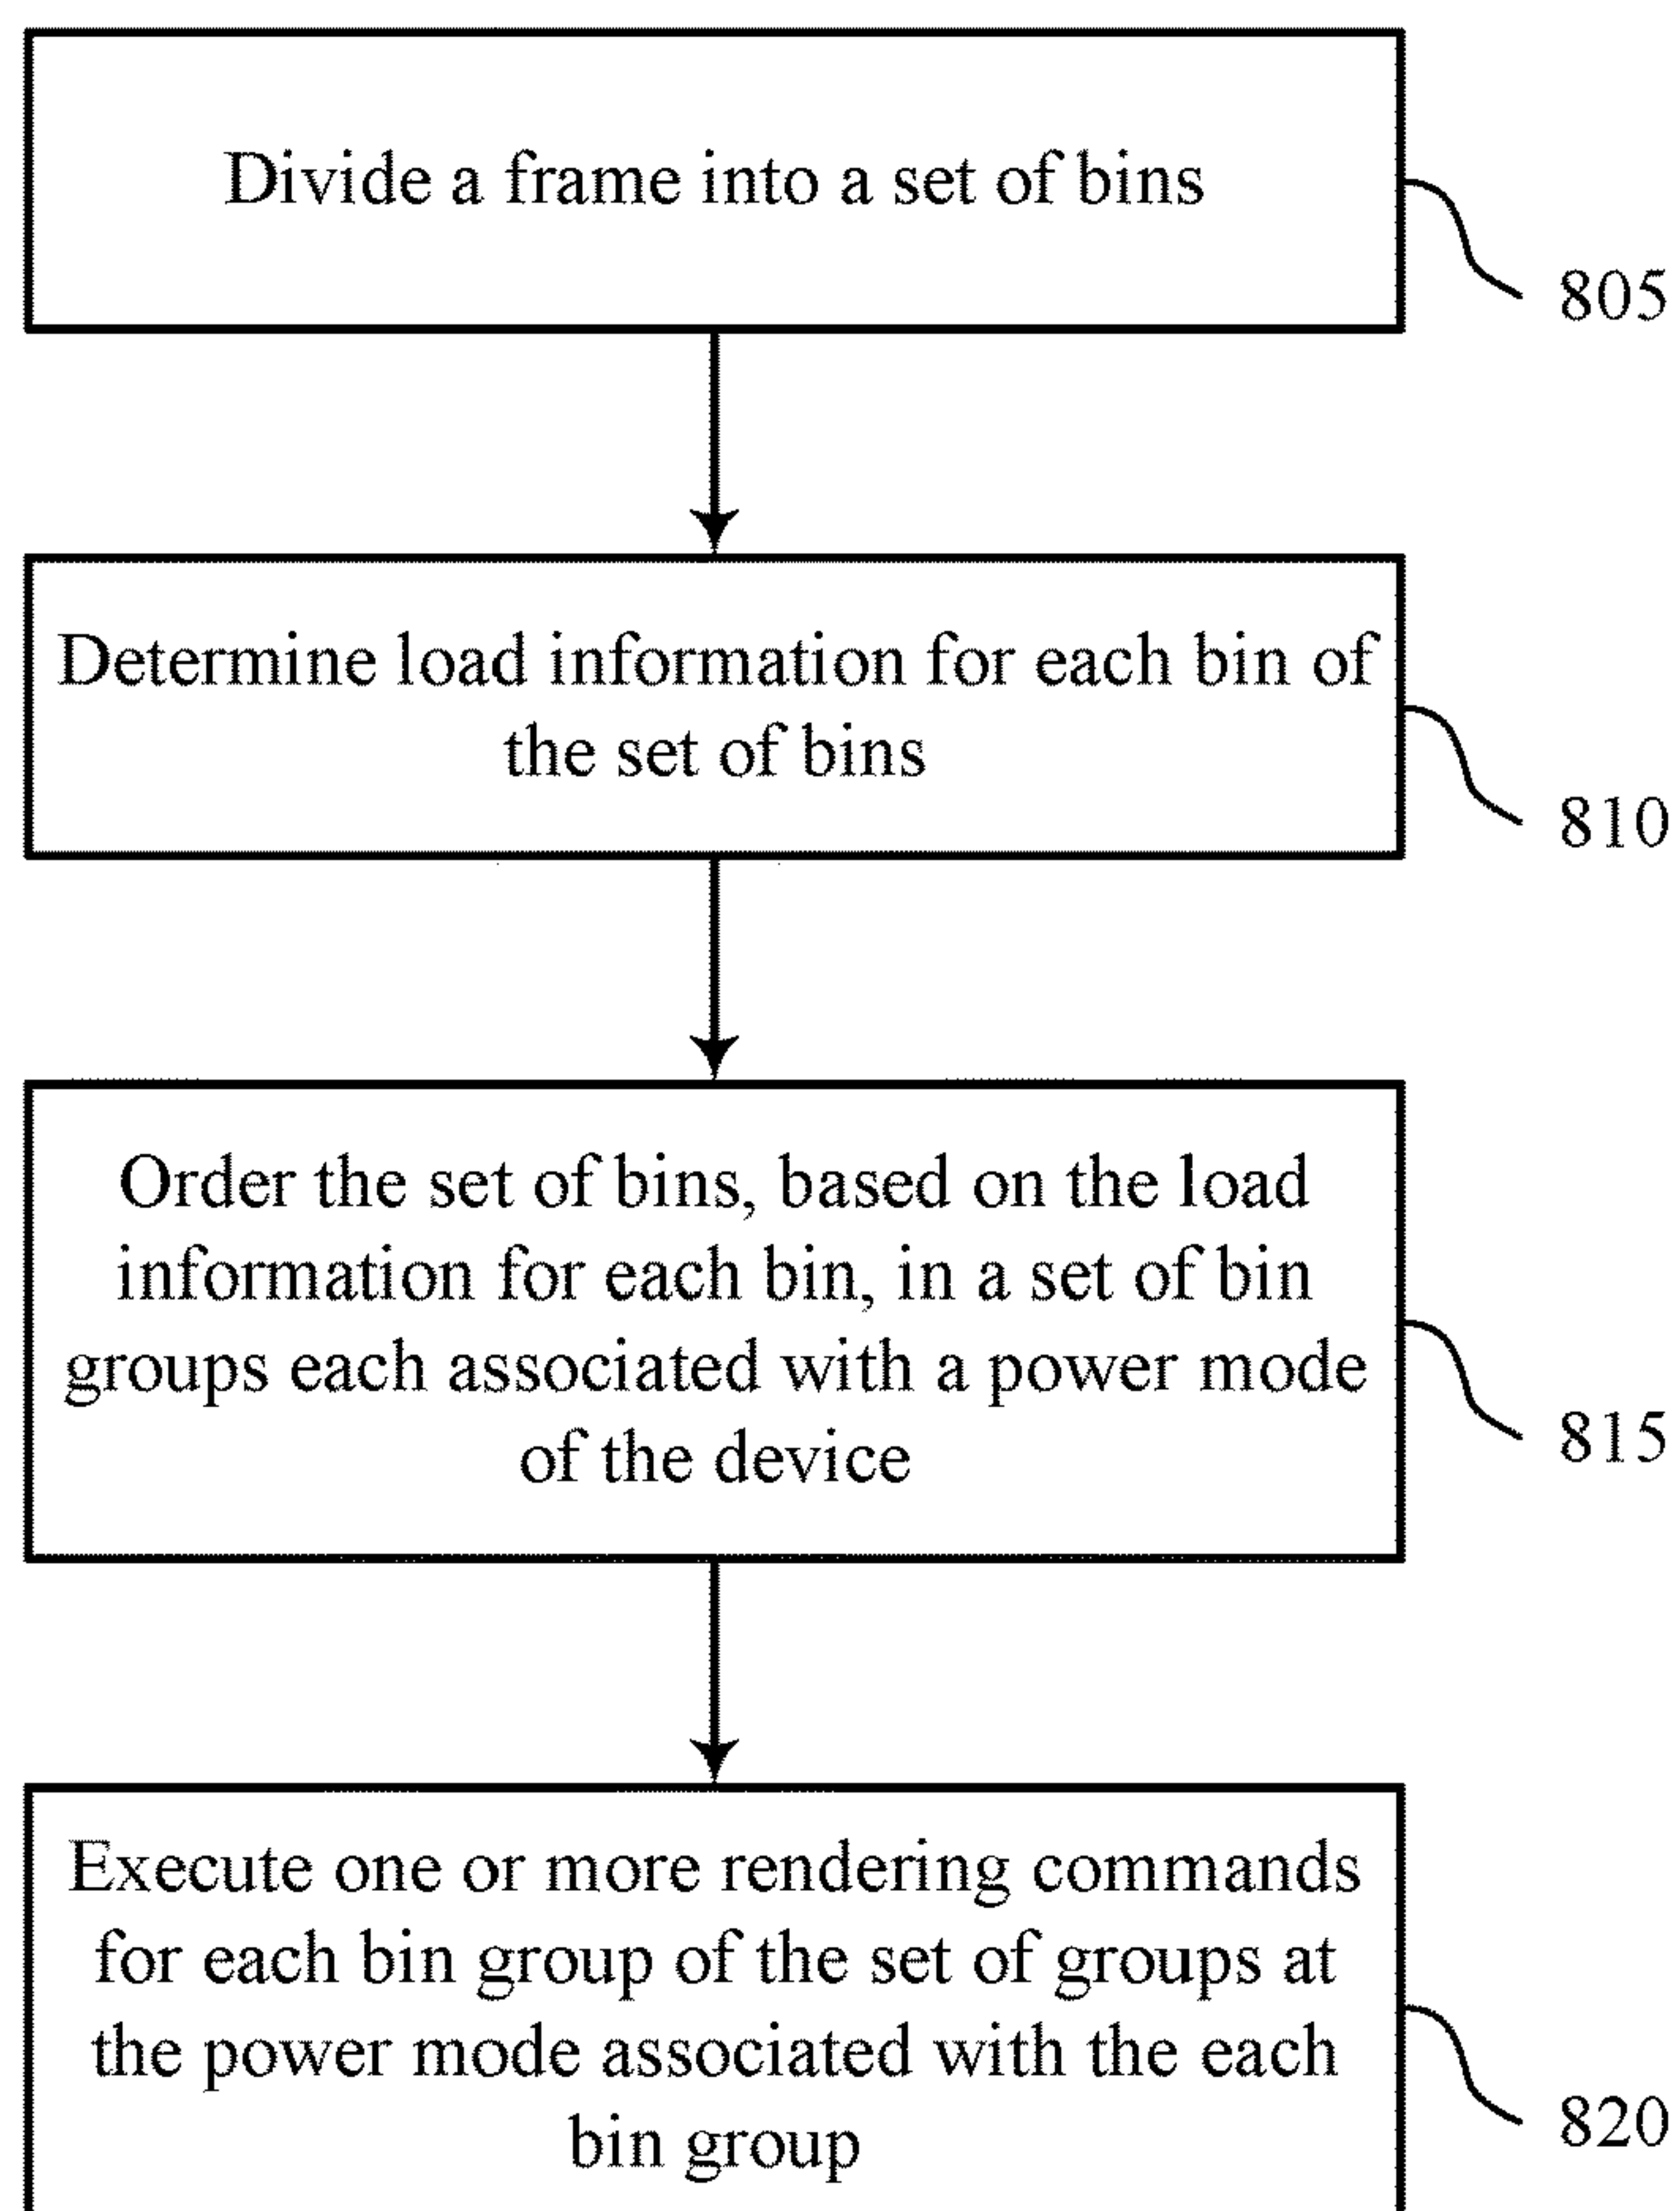 Divide a frame into a set of bins
805
Determine load information for each bin of
the set of bins
810
Order the set of bins, based on the load
information for each bin, in a set of bin
groups each associated with a power mode
of the device
815
Execute one or more rendering commands
for each bin group of the set of groups at
the power mode associated with the each
bin group
820